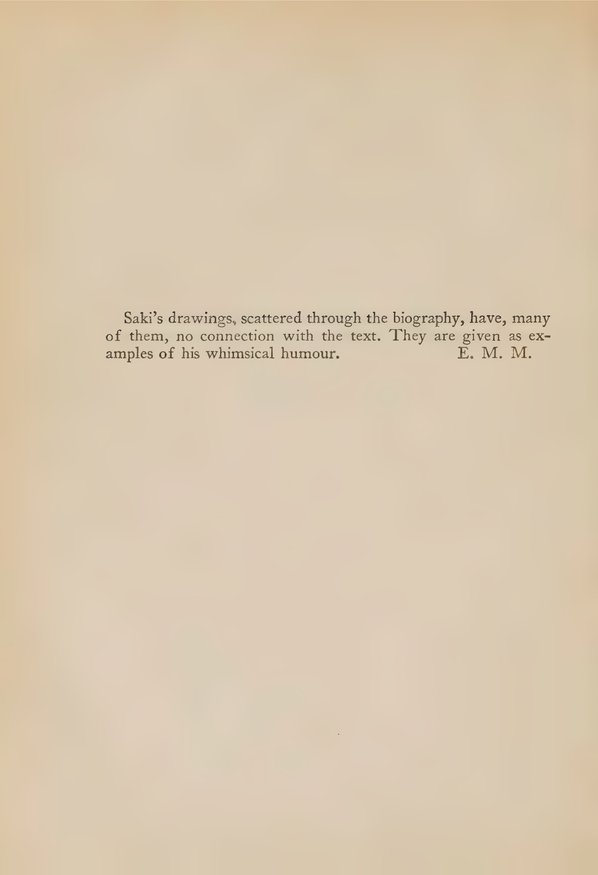 Saki's drawings, scattered through the biography, have, many
of them, no connection with the text. They are given as ex-
amples of his whimsical humour. E. M. M.